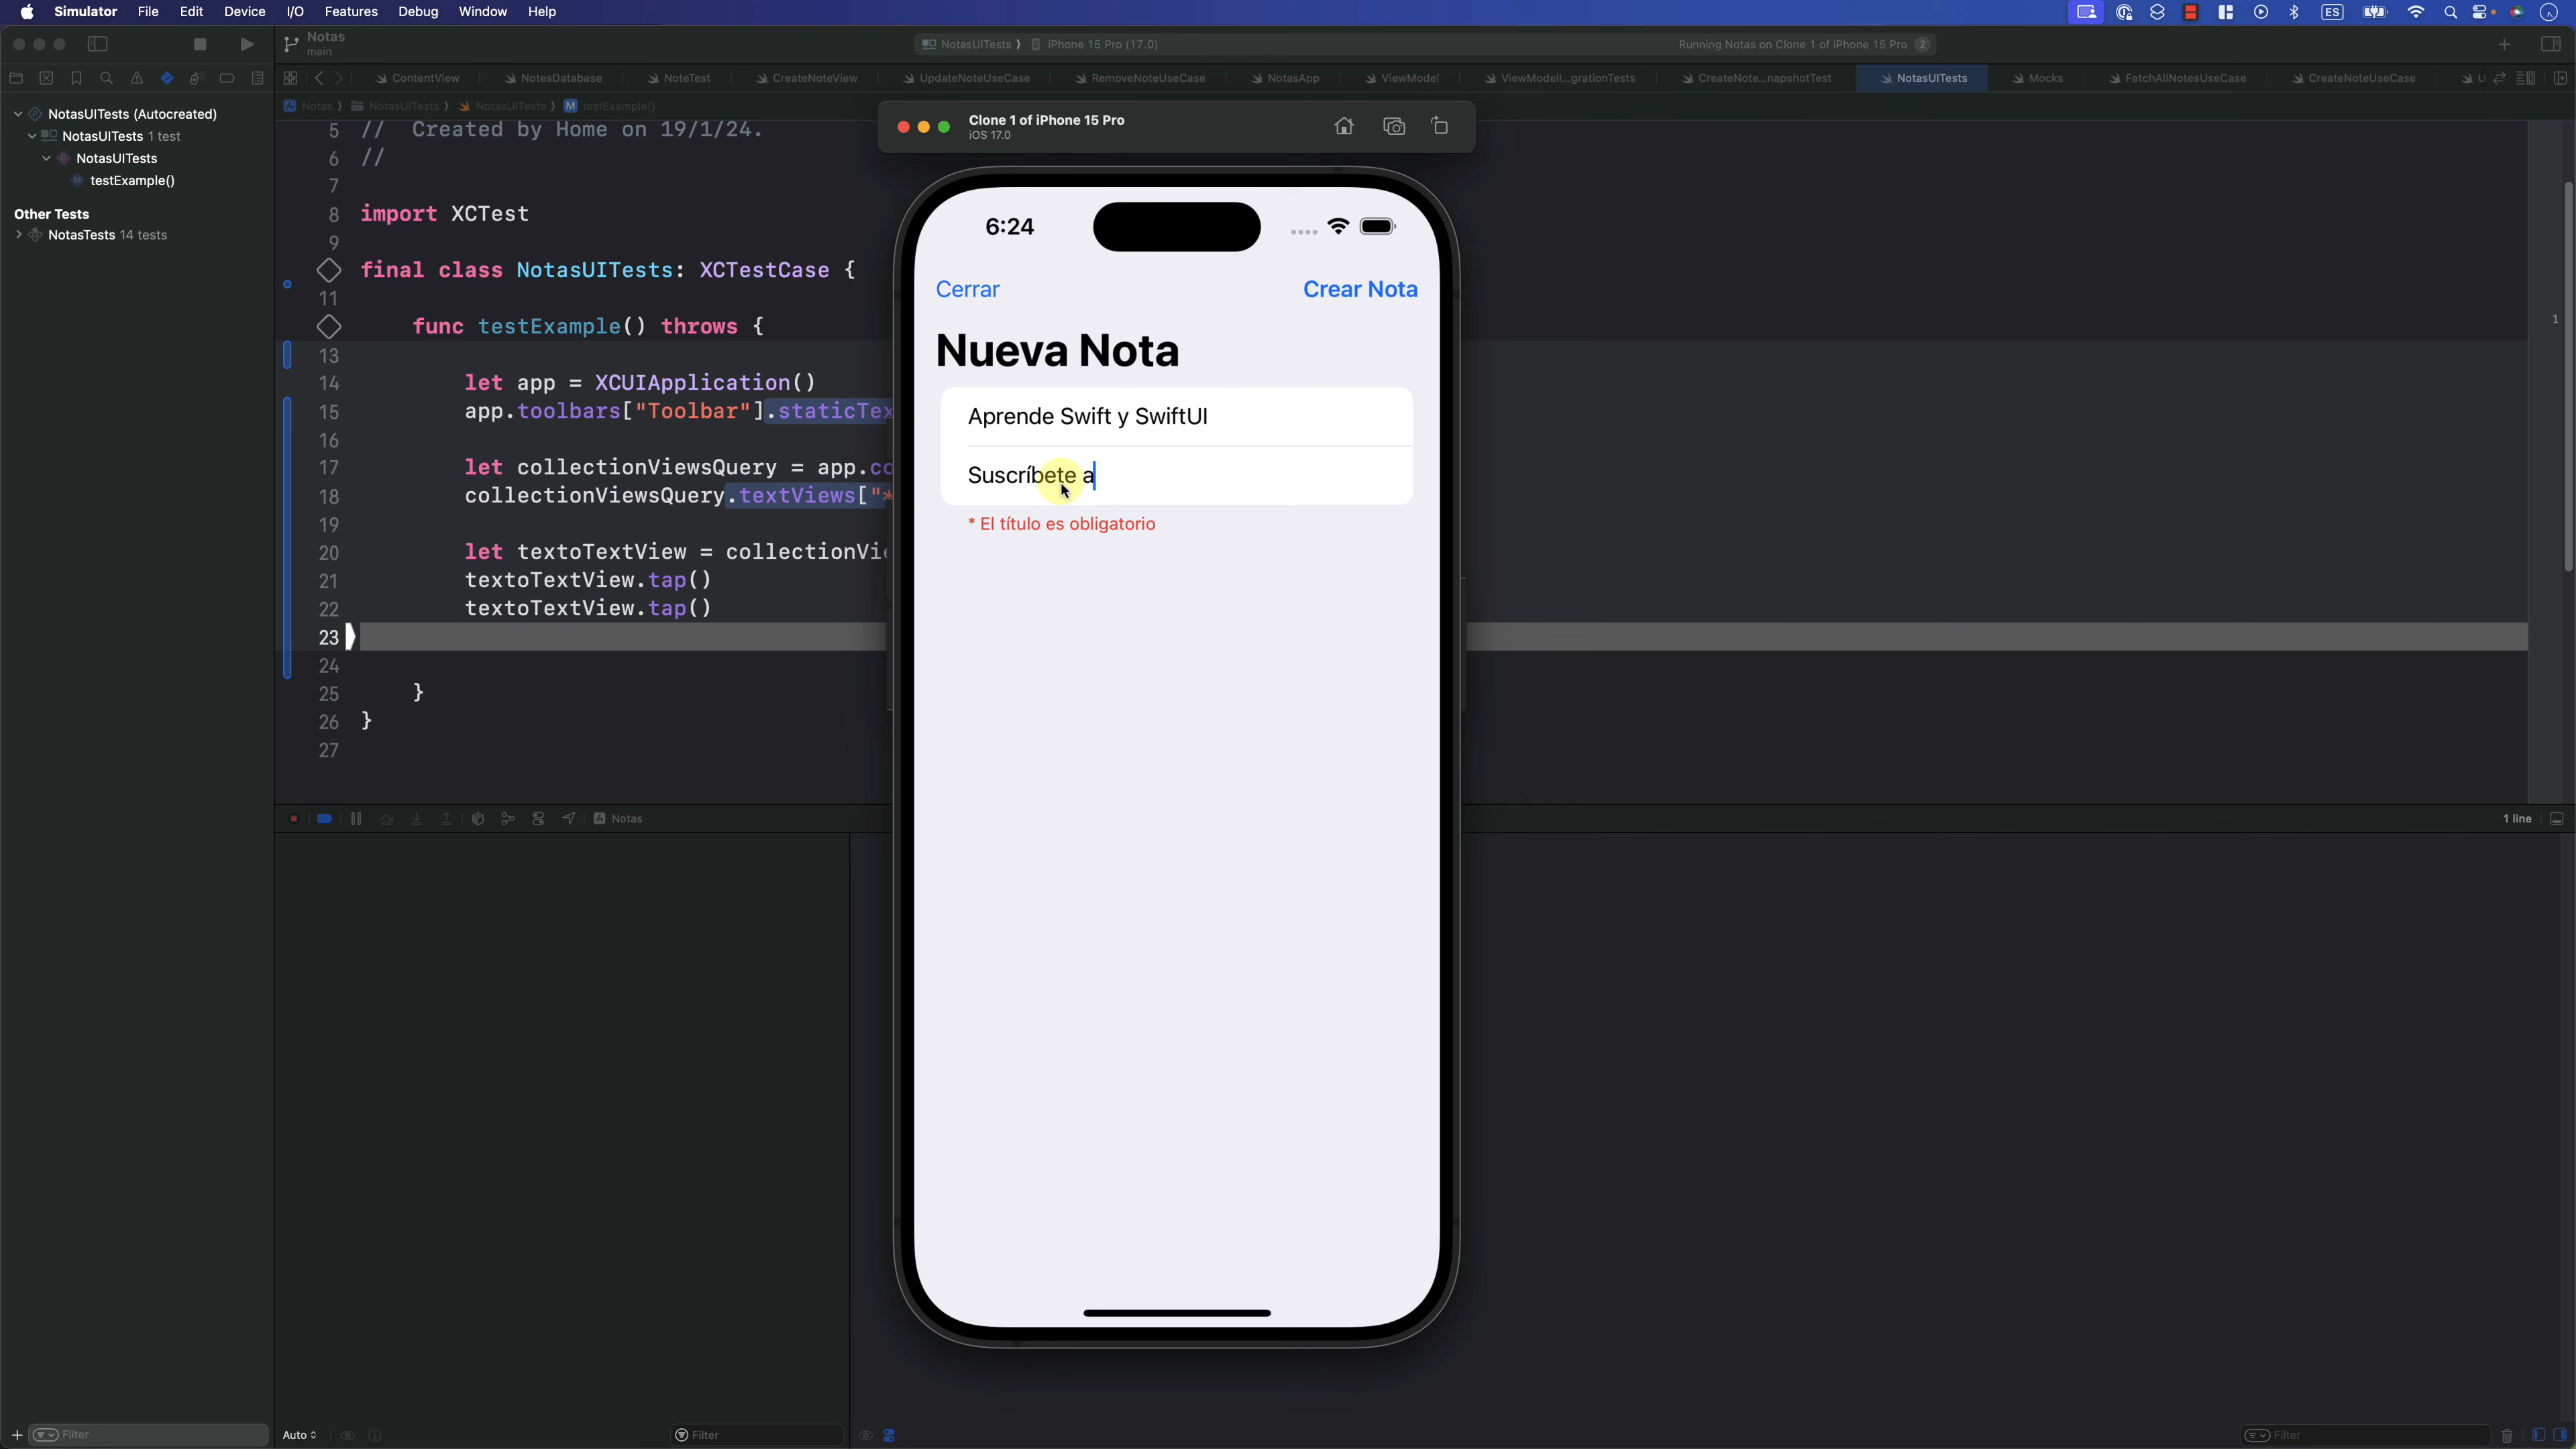 Simulator File Edit Device I/O Features Debug Window Help
ES
Notas
main
NotasUITests ⟩ iPhone 15 Pro (17.0)
Running Notas on Clone 1 of iPhone 15 Pro 2
ContentView NotesDatabase NoteTest CreateNoteView UpdateNoteUseCase RemoveNoteUseCase NotasApp ViewModel ViewModelI...grationTests CreateNote...napshotTest NotasUITests Mocks FetchAllNotesUseCase CreateNoteUseCase U
Notas ⟩ NotasUITests ⟩ NotasUITests ⟩ M testExample()
NotasUITests (Autocreated)
NotasUITests 1 test
NotasUITests
testExample()
Other Tests
NotasTests 14 tests
5 // Created by Home on 19/1/24.
6 //
7
8 import XCTest
9
final class NotasUITests: XCTestCase {
11
func testExample() throws {
13
14 let app = XCUIApplication()
15 app.toolbars["Toolbar"].staticTex
16
17 let collectionViewsQuery = app.co
18 collectionViewsQuery.textViews["*
19
20 let textoTextView = collectionVie
21 textoTextView.tap()
22 textoTextView.tap()
23
24
25 }
26 }
27
1
Clone 1 of iPhone 15 Pro
iOS 17.0
6:24
Cerrar
Crear Nota
Nueva Nota
Aprende Swift y SwiftUI
Suscríbete a
* El título es obligatorio
Notas
1 line
Filter
Auto
Filter
Filter